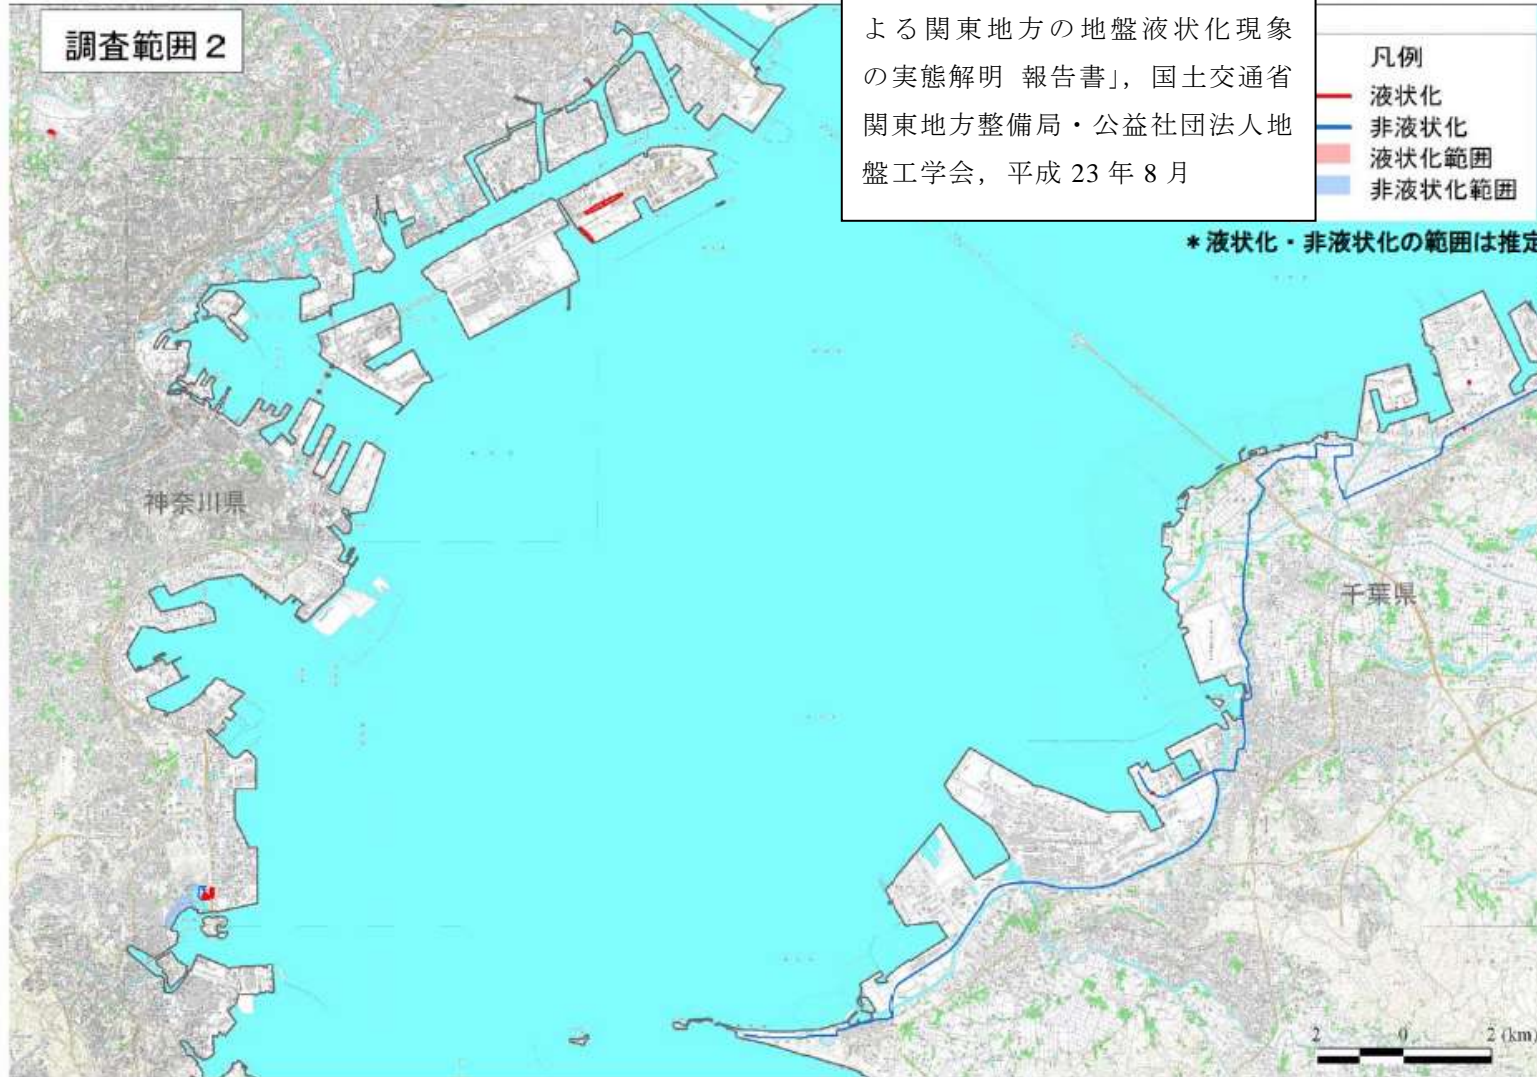 調査範囲2
よる関東地方の地盤液状化現象
の実態解明 報告書」，国土交通省
関東地方整備局・公益社団法人地
盤工学会，平成 23 年 8 月
凡例
液状化
非液状化
液状化範囲
非液状化範囲
*液状化・非液状化の範囲は推定
神奈川県
千葉県
2 0 2 (km)